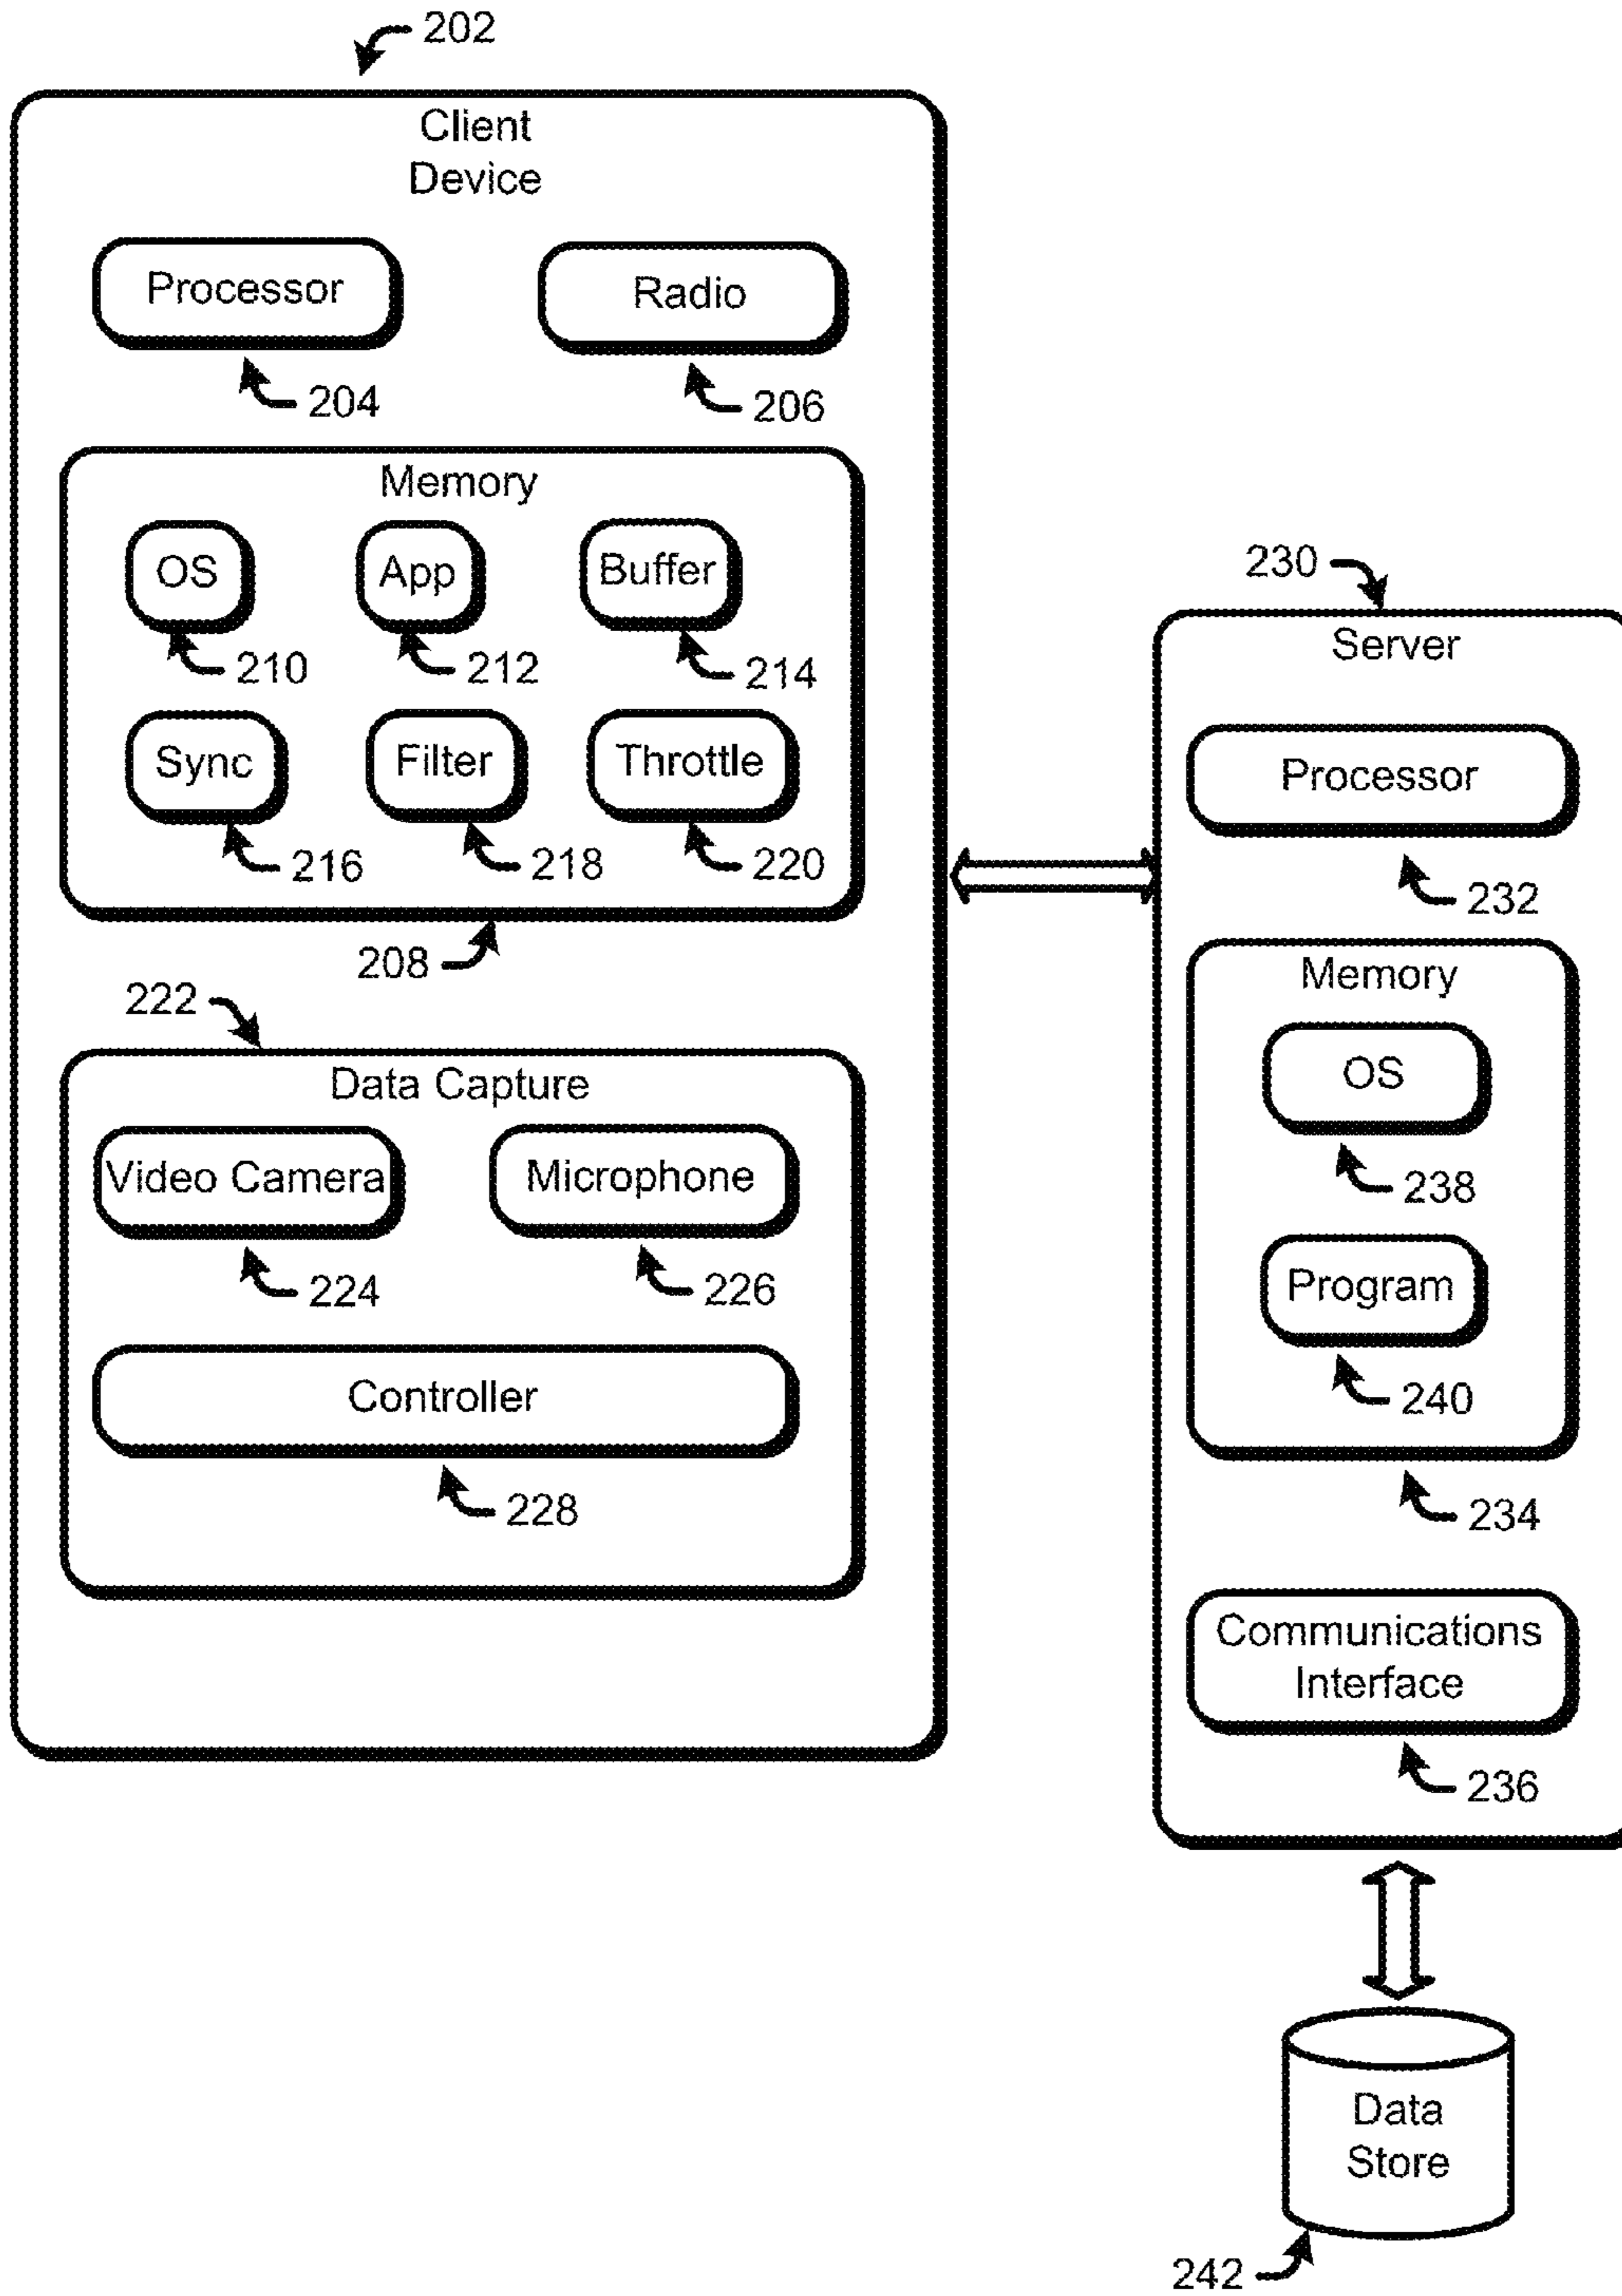 202
Client
Device
Processor
Radio
204
206
Memory
OS
App
Buffer
210
212
214
Sync
Filter
Throttle
216
218
220
208
222
Data Capture
Video Camera
Microphone
224
226
Controller
228
230
Server
Processor
232
Memory
OS
238
Program
240
234
Communications
Interface
236
Data
Store
242